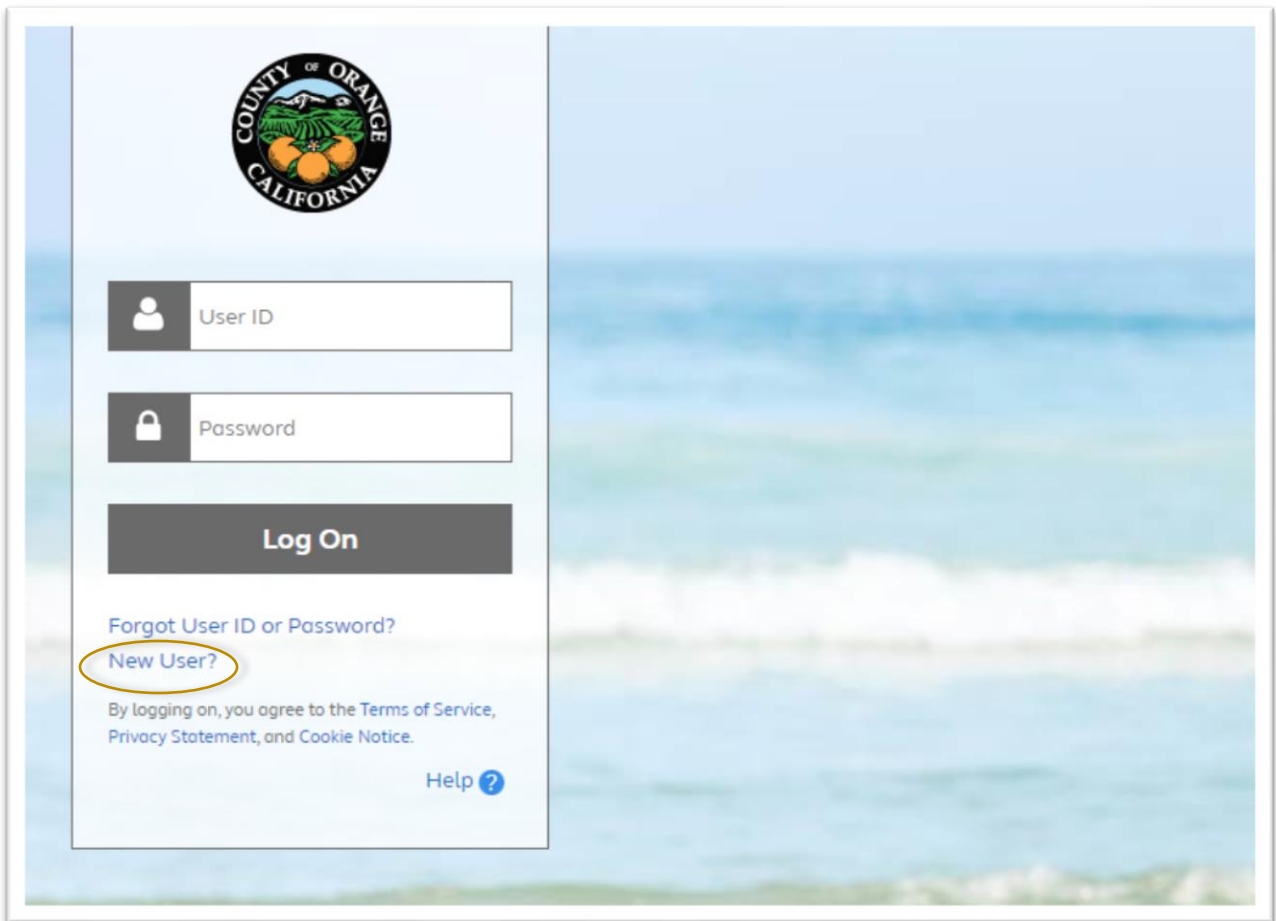 COUNTY OF ORANGE
CALIFORNIA
User ID
Password
Log On
Forgot User ID or Password?
New User?
By logging on, you agree to the Terms of Service,
Privacy Statement, and Cookie Notice.
Help ?